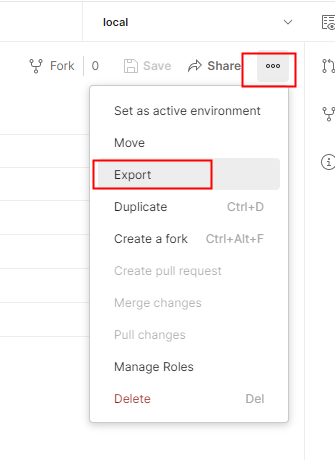 local
Fork 0 Save Share
Set as active environment
Move
Export
Duplicate Ctrl+D
Create a fork Ctrl+Alt+F
Create pull request
Merge changes
Pull changes
Manage Roles
Delete Del